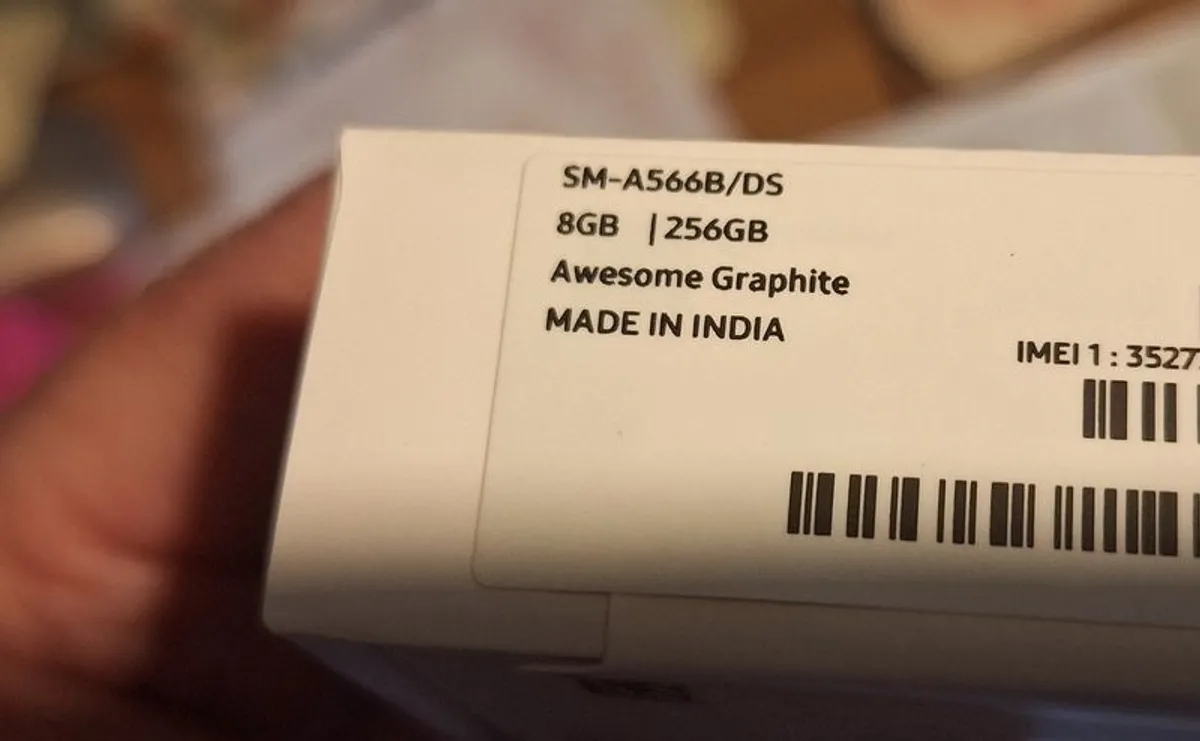 SM-A566B/DS
8GB | 256GB
Awesome Graphite
MADE IN INDIA
IMEI 1 : 3527